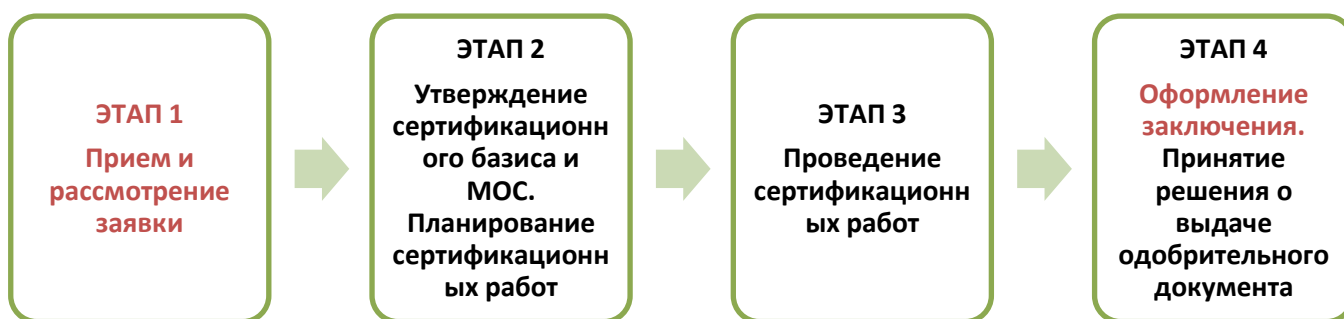 ЭТАП 1
Прием и
рассмотрение
заявки
ЭТАП 2
Утверждение
сертификационн
ого базиса и
МОС.
Планирование
сертификационн
ых работ
ЭТАП 3
Проведение
сертификационн
ых работ
ЭТАП 4
Оформление
заключения.
Принятие
решения о
выдаче
одобрительного
документа